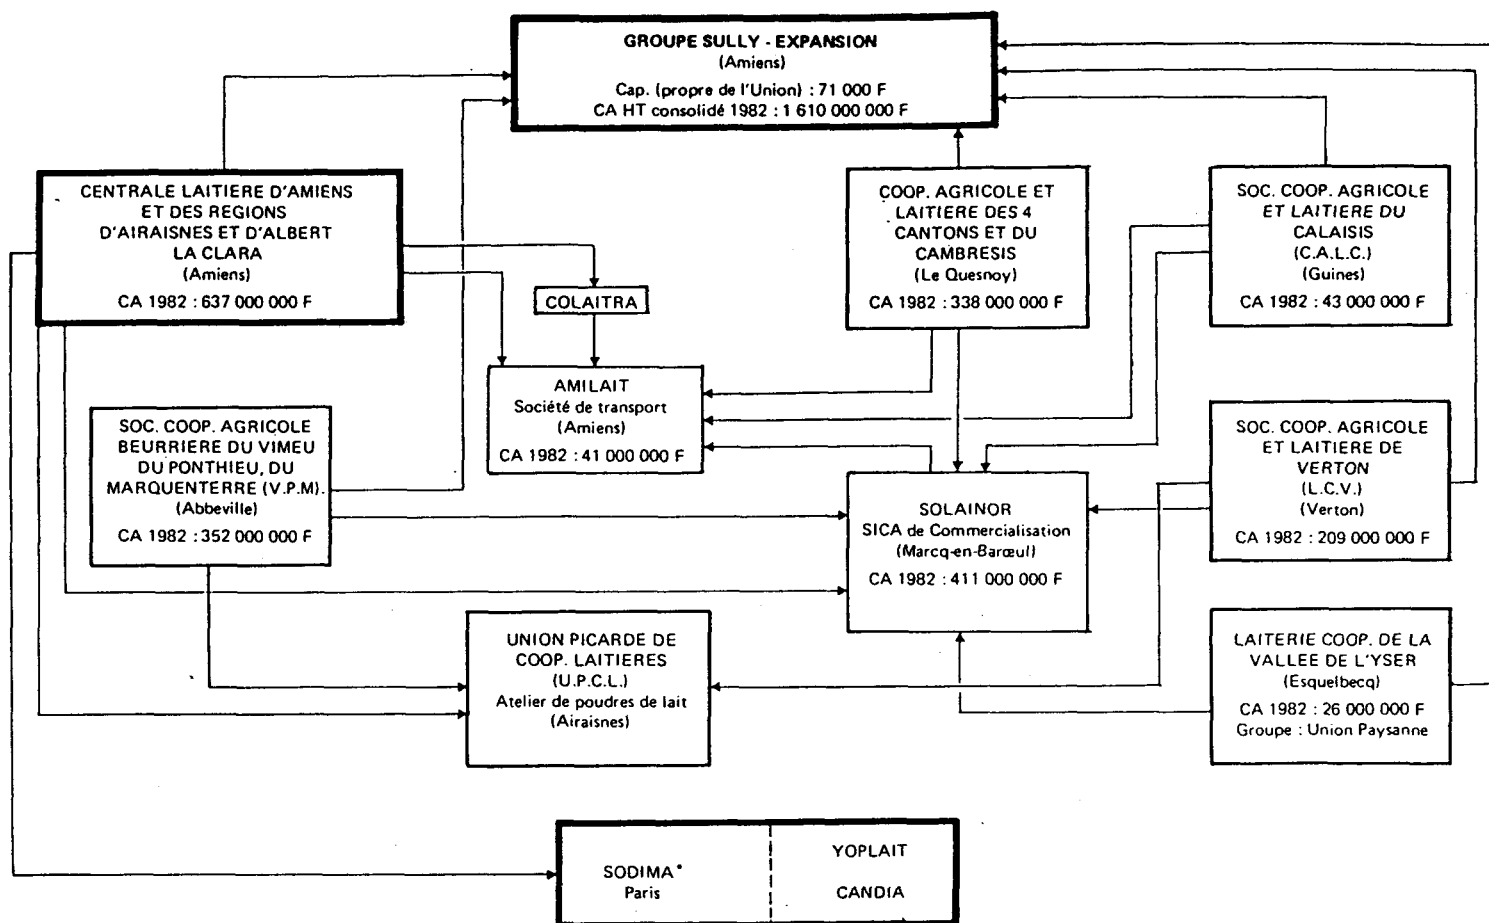 GROUPE SULLY - EXPANSION
(Amiens)
Cap. (propre de l'Union) : 71 000 F
CA HT consolidé 1982 : 1 610 000 000 F
CENTRALE LAITIERE D'AMIENS
ET DES REGIONS
D'AIRAISNES ET D'ALBERT
LA CLARA
(Amiens)
CA 1982 : 637 000 000 F
COLAITRA
COOP. AGRICOLE ET
LAITIERE DES 4
CANTONS ET DU
CAMBRESIS
(Le Quesnoy)
CA 1982 : 338 000 000 F
SOC. COOP. AGRICOLE
ET LAITIERE DU
CALAISIS
(C.A.L.C.)
(Guines)
CA 1982 : 43 000 000 F
AMILAIT
Société de transport
(Amiens)
CA 1982 : 41 000 000 F
SOC. COOP. AGRICOLE
BEURRIERE DU VIMEU
DU PONTHIEU, DU
MARQUENTERRE (V.P.M).
(Abbeville)
CA 1982 : 352 000 000 F
SOLAINOR
SICA de Commercialisation
(Marcq-en-Barœul)
CA 1982 : 411 000 000 F
SOC. COOP. AGRICOLE
ET LAITIERE DE
VERTON
(L.C.V.)
(Verton)
CA 1982 : 209 000 000 F
UNION PICARDE DE
COOP. LAITIERES
(U.P.C.L.)
Atelier de poudres de lait
(Airaisnes)
LAITERIE COOP. DE LA
VALLEE DE L'YSER
(Esquelbecq)
CA 1982 : 26 000 000 F
Groupe : Union Paysanne
SODIMA*
Paris
YOPLAIT
CANDIA